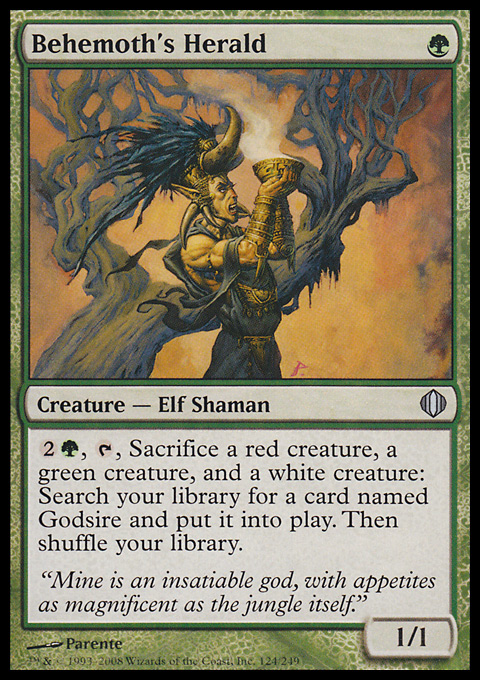 Behemoth's Herald
Creature — Elf Shaman
2, Sacrifice a red creature, a
green creature, and a white creature:
Search your library for a card named
Godsire and put it into play. Then
shuffle your library.
“Mine is an insatiable god, with appetites
as magnificent as the jungle itself.”
Parente
1/1
™ & © 1993-2008 Wizards of the Coast, Inc. 124/249